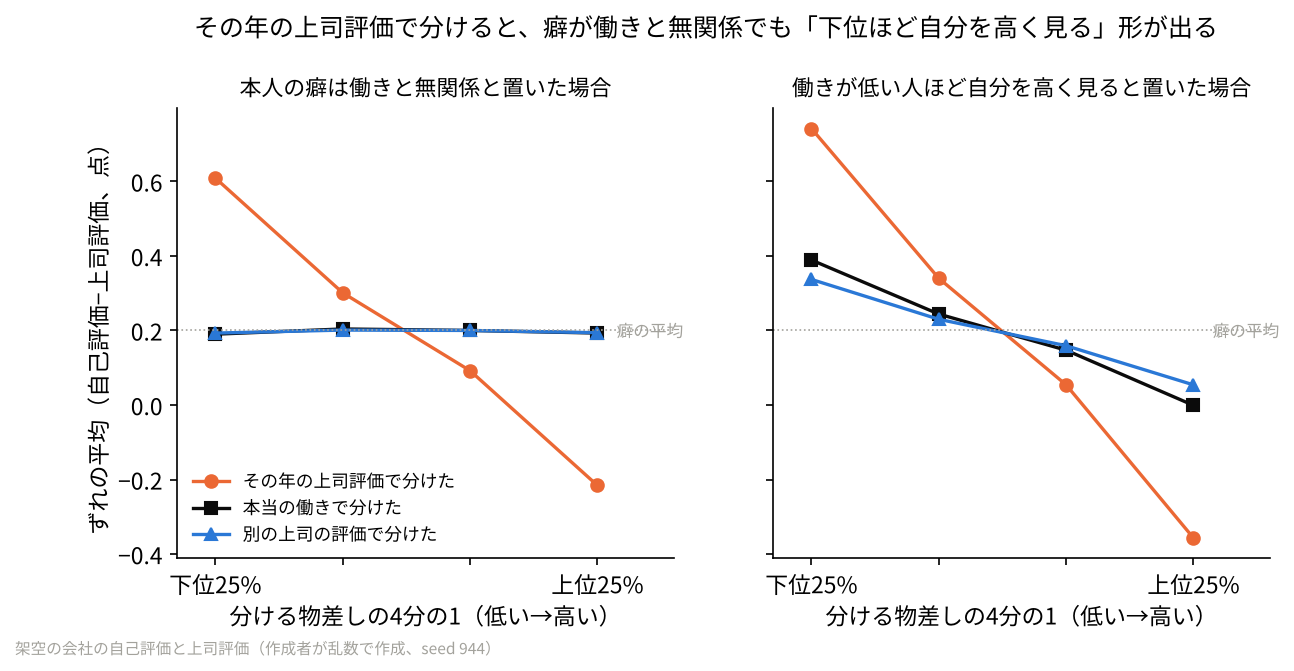 その年の上司評価で分けると、癖が働きと無関係でも「下位ほど自分を高く見る」形が出る
本人の癖は働きと無関係と置いた場合
ずれの平均（自己評価−上司評価、点）
0.6
0.4
0.2
0.0
−0.2
−0.4
癖の平均
その年の上司評価で分けた
本当の働きで分けた
別の上司の評価で分けた
下位25%
上位25%
分ける物差しの4分の1（低い→高い）
働きが低い人ほど自分を高く見ると置いた場合
癖の平均
下位25%
上位25%
分ける物差しの4分の1（低い→高い）
架空の会社の自己評価と上司評価（作成者が乱数で作成、seed 944）